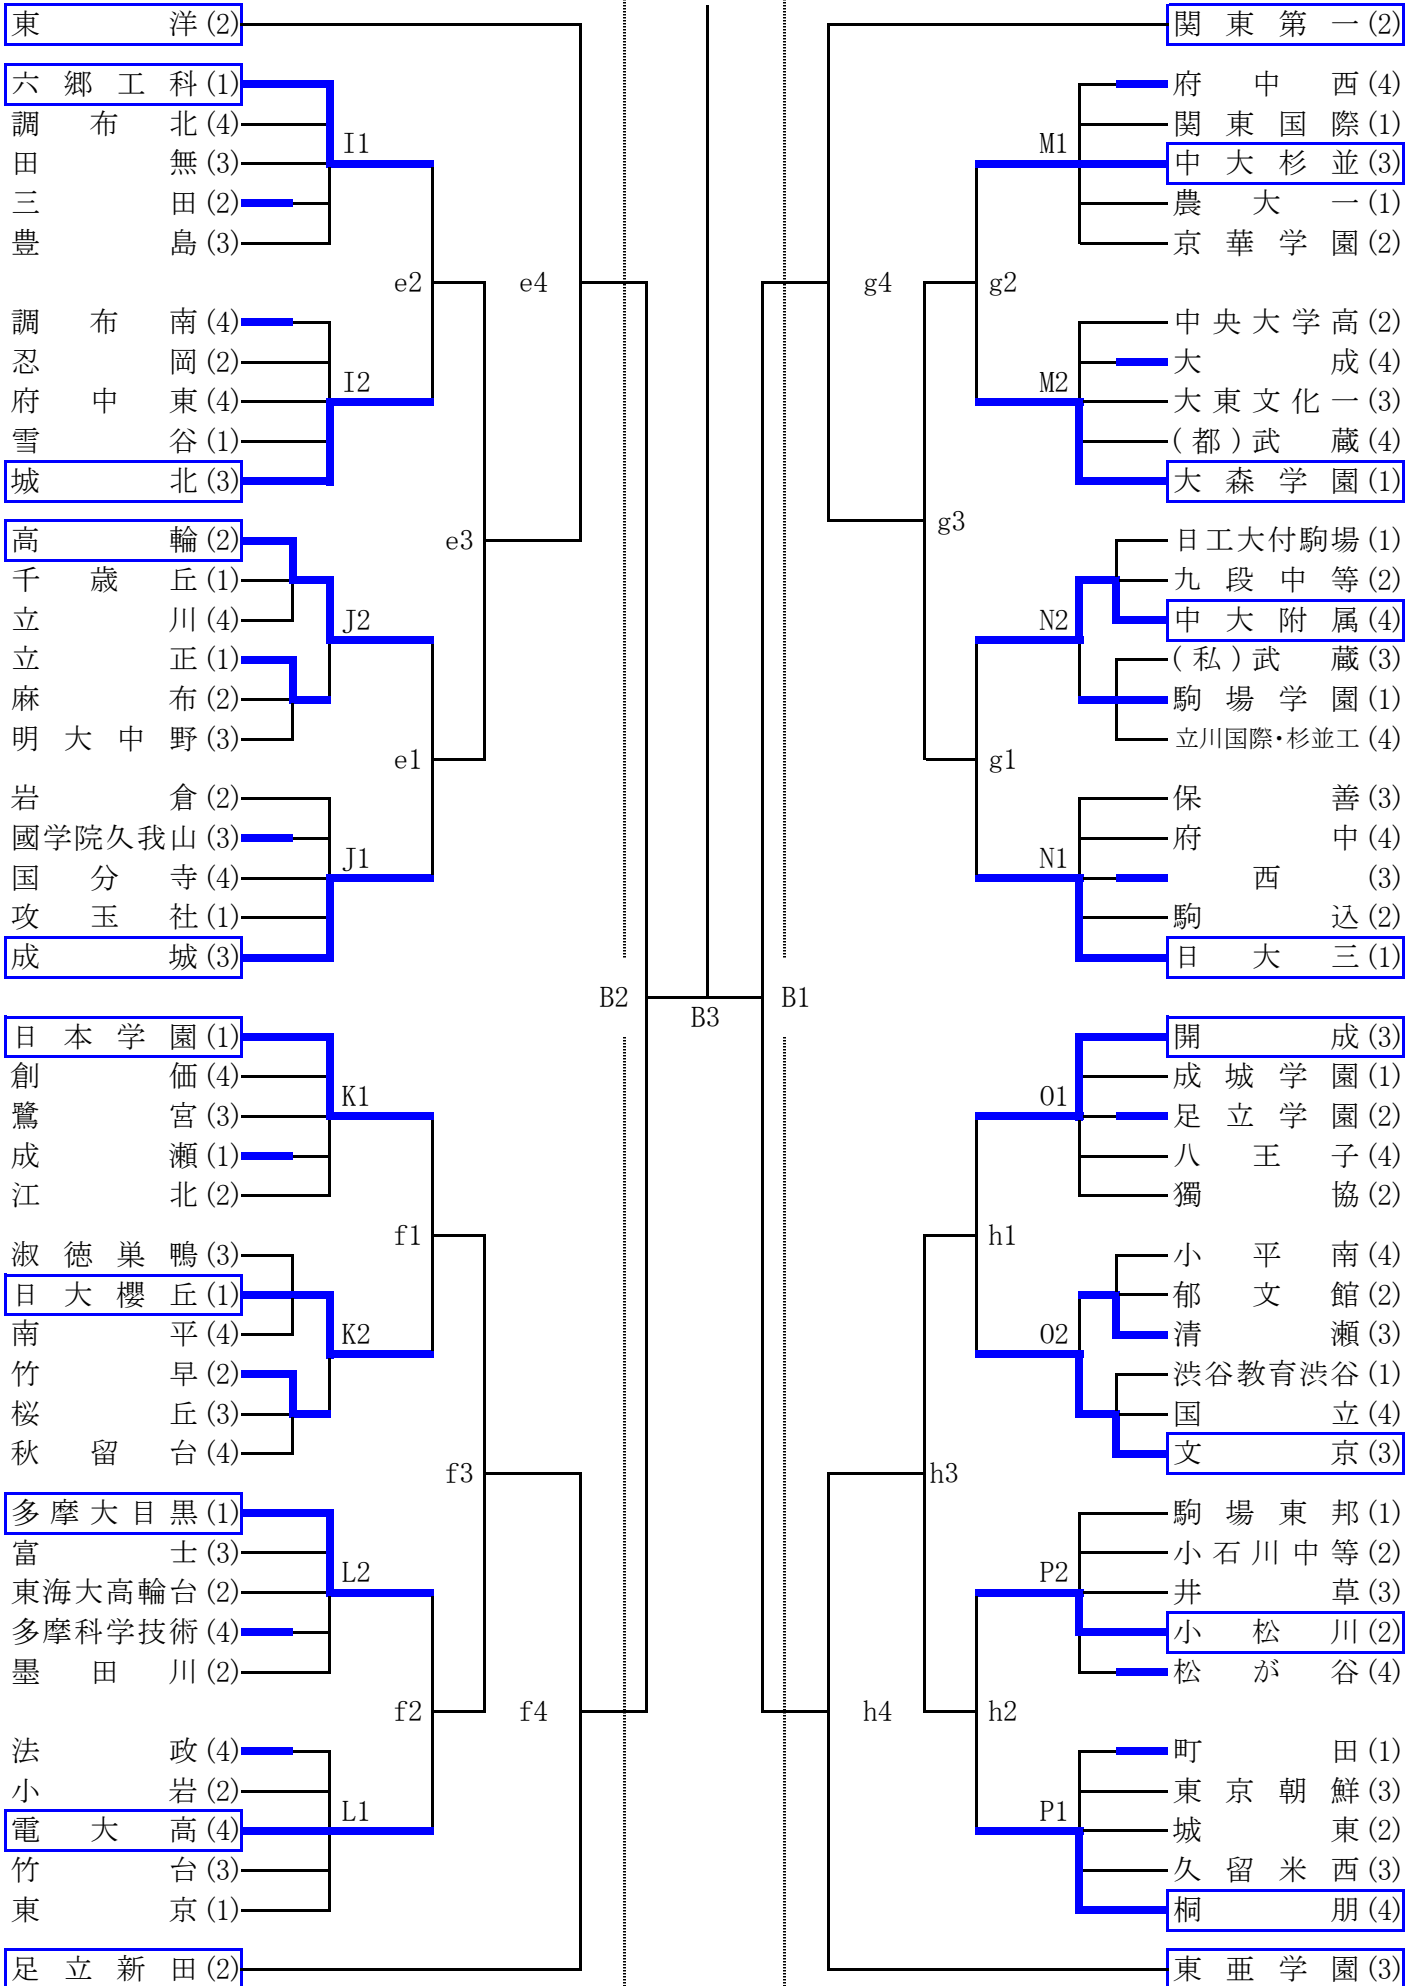 東洋(2)
六郷工科(1)
調布北(4)
田無(3)
三田(2)
豊島(3)
調布南(4)
忍岡(2)
府中東(4)
雪谷(1)
城北(3)
高輪(2)
千歳丘(1)
立川(4)
立正(1)
麻布(2)
明大中野(3)
岩倉(2)
國学院久我山(3)
国分寺(4)
攻玉社(1)
成城(3)
日本学園(1)
創価(4)
鷺宮(3)
成瀬(1)
江北(2)
淑徳巣鴨(3)
日大櫻丘(1)
南平(4)
竹早(2)
桜丘(3)
秋留台(4)
多摩大目黒(1)
富士(3)
東海大高輪台(2)
多摩科学技術(4)
墨田川(2)
法政(4)
小岩(2)
電大高(4)
竹台(3)
東京(1)
足立新田(2)
I1
I2
J2
J1
K1
K2
L2
L1
e2
e1
f1
f2
e3
f3
e4
f4
B2
B3
B1
g4
h4
g3
h3
g2
g1
h1
h2
M1
M2
N2
N1
O1
O2
P2
P1
関東第一(2)
府中西(4)
関東国際(1)
中大杉並(3)
農大一(1)
京華学園(2)
中央大学高(2)
大成(4)
大東文化一(3)
(都)武蔵(4)
大森学園(1)
日工大付駒場(1)
九段中等(2)
中大附属(4)
(私)武蔵(3)
駒場学園(1)
立川国際・杉並工(4)
保善(3)
府中(4)
西(3)
駒込(2)
日大三(1)
開成(3)
成城学園(1)
足立学園(2)
八王子(4)
獨協(2)
小平南(4)
郁文館(2)
清瀬(3)
渋谷教育渋谷(1)
国立(4)
文京(3)
駒場東邦(1)
小石川中等(2)
井草(3)
小松川(2)
松が谷(4)
町田(1)
東京朝鮮(3)
城東(2)
久留米西(3)
桐朋(4)
東亜学園(3)